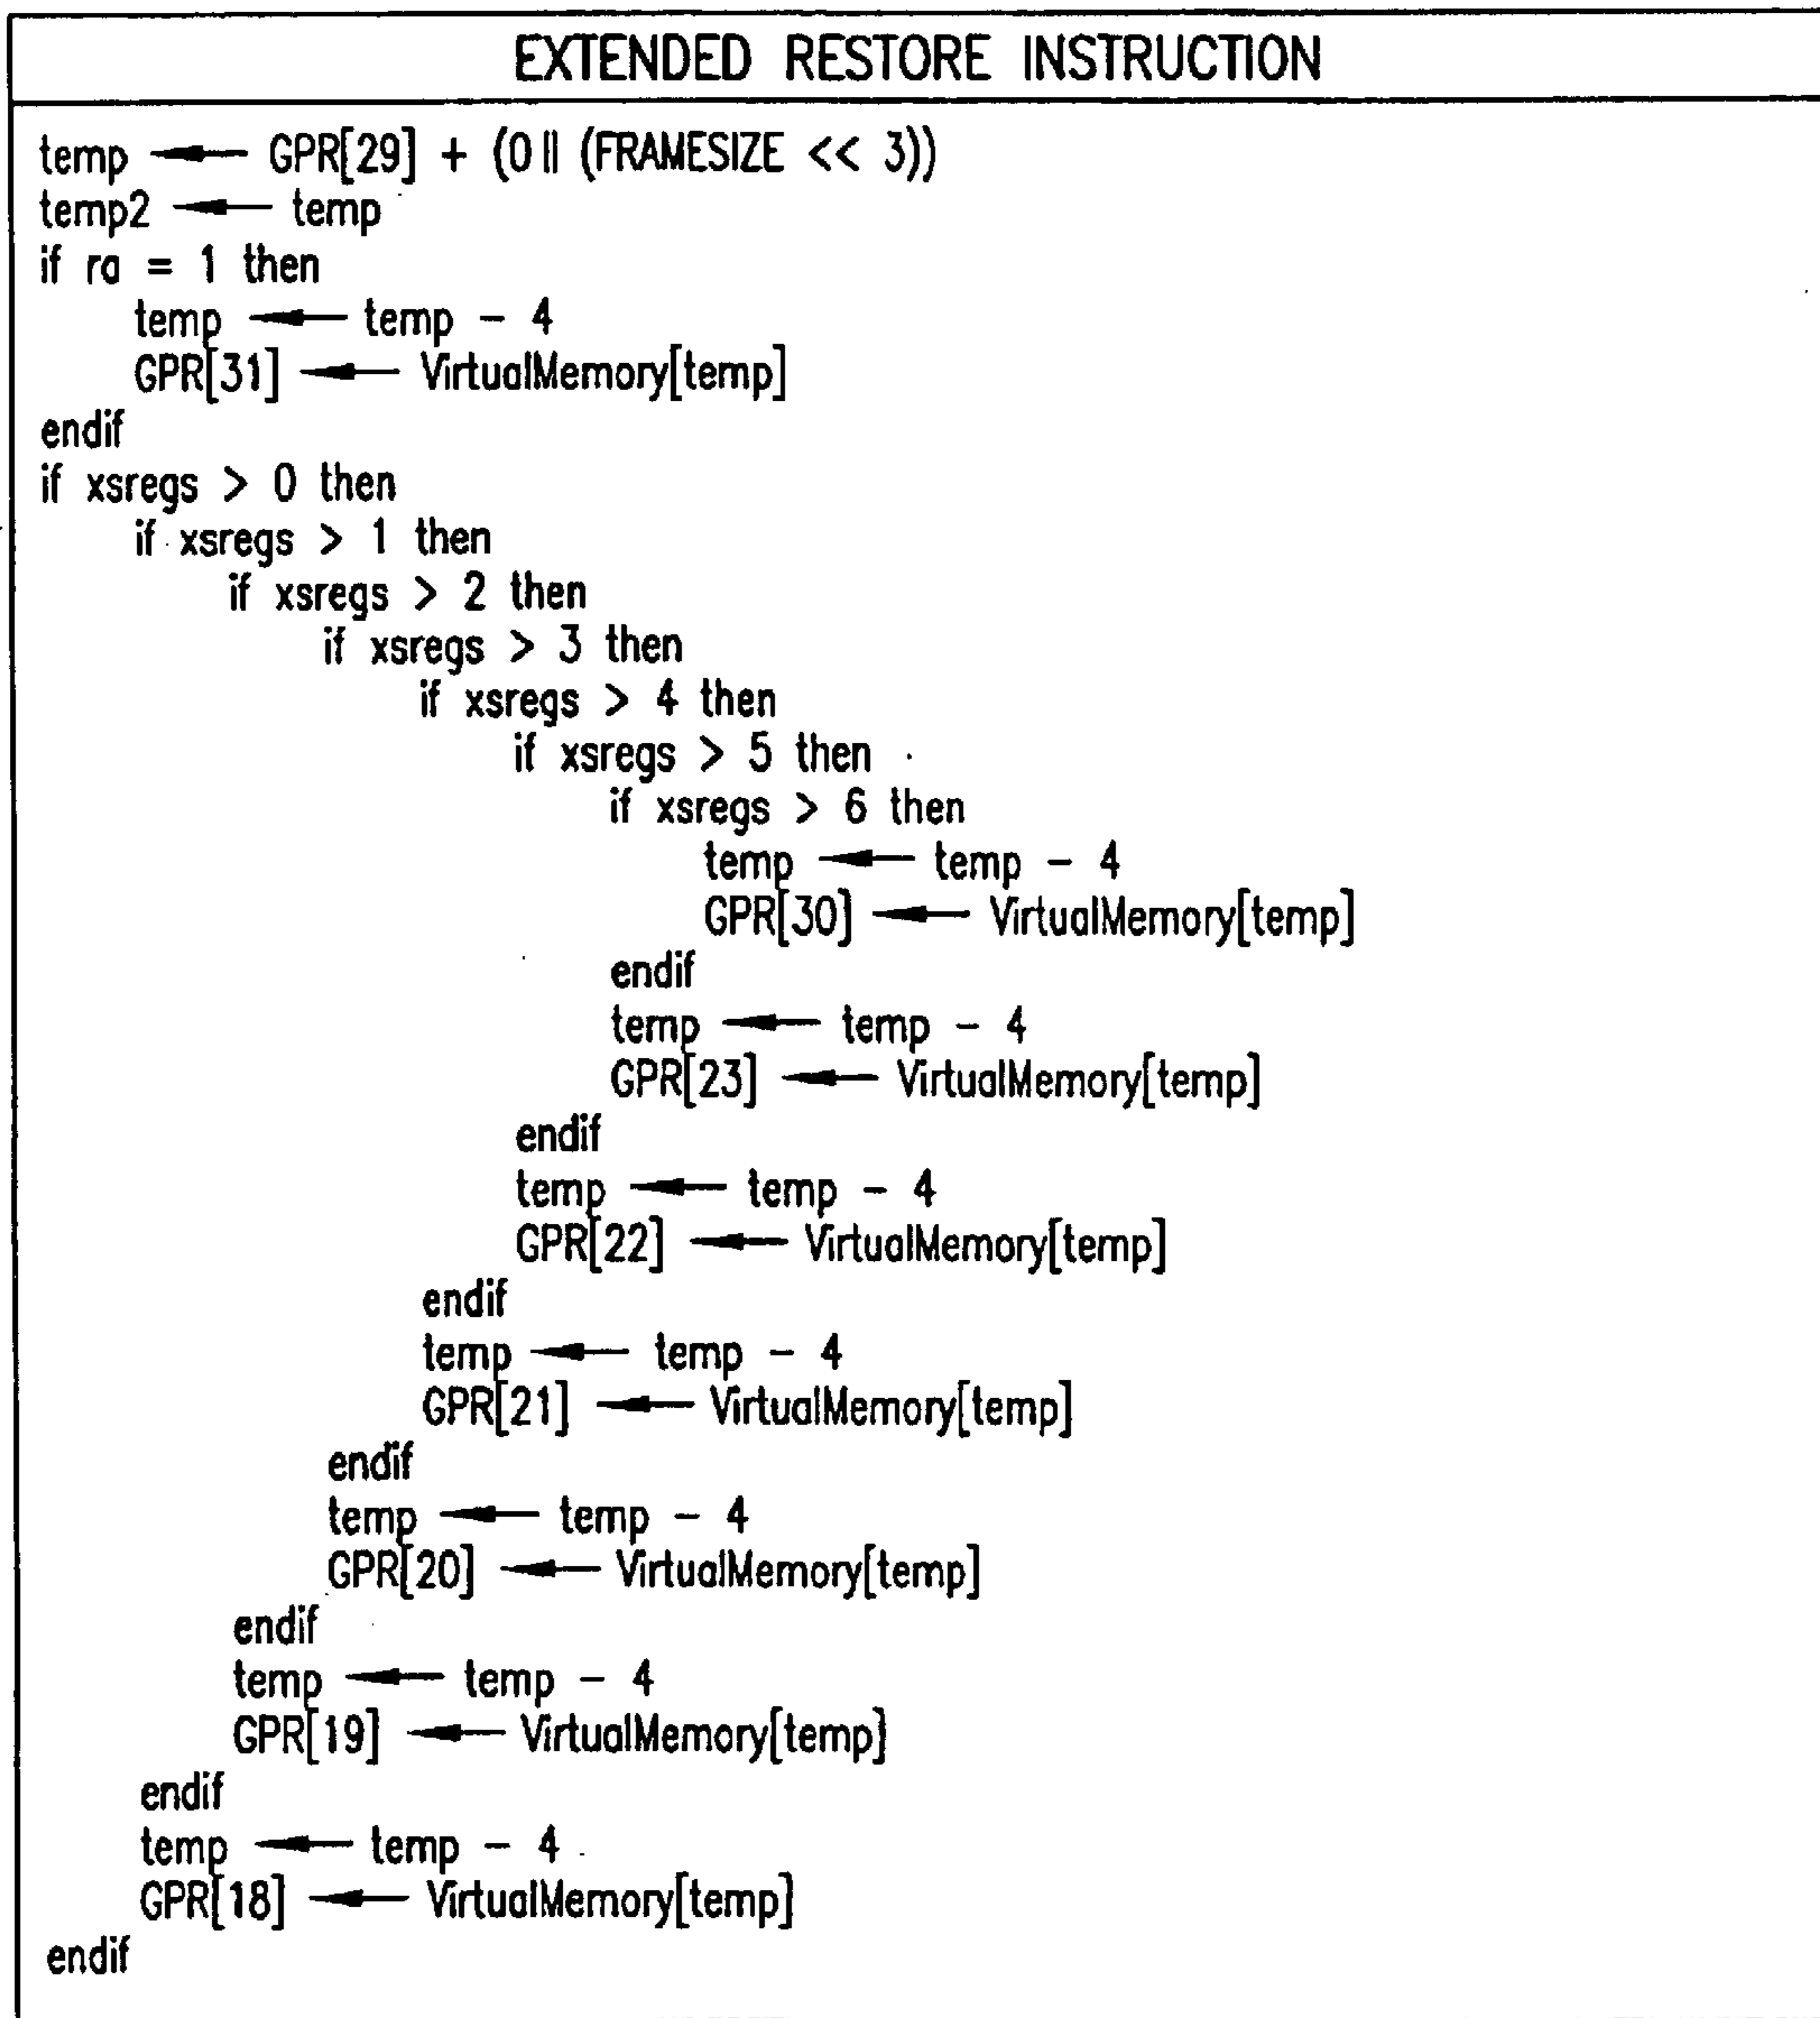 EXTENDED RESTORE INSTRUCTION
temp ← GPR[29] + (0 || (FRAMESIZE << 3))
temp2 ← temp
if ra = 1 then
temp ← temp - 4
GPR[31] ← VirtualMemory[temp]
endif
if xsregs > 0 then
if xsregs > 1 then
if xsregs > 2 then
if xsregs > 3 then
if xsregs > 4 then
if xsregs > 5 then
if xsregs > 6 then
temp ← temp - 4
GPR[30] ← VirtualMemory[temp]
endif
temp ← temp - 4
GPR[23] ← VirtualMemory[temp]
endif
temp ← temp - 4
GPR[22] ← VirtualMemory[temp]
endif
temp ← temp - 4
GPR[21] ← VirtualMemory[temp]
endif
temp ← temp - 4
GPR[20] ← VirtualMemory[temp]
endif
temp ← temp - 4
GPR[19] ← VirtualMemory[temp]
endif
temp ← temp - 4
GPR[18] ← VirtualMemory[temp]
endif